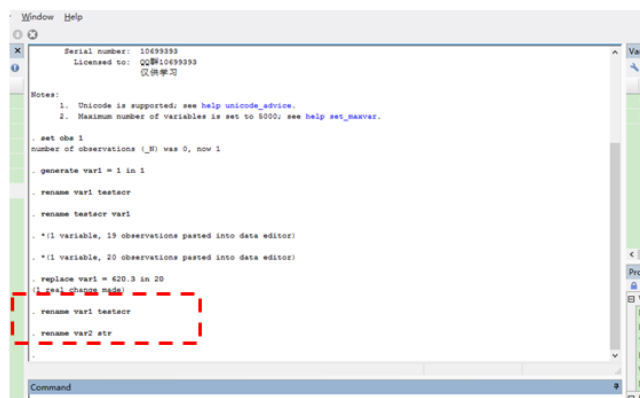 Window Help
Serial number: 10699393
Licensed to: QQ群10699393
仅供学习
Notes:
1. Unicode is supported; see help unicode_advice.
2. Maximum number of variables is set to 5000; see help set_maxvar.
. set obs 1
number of observations (_N) was 0, now 1
. generate var1 = 1 in 1
. rename var1 testscr
. rename testscr var1
. *(1 variable, 19 observations pasted into data editor)
. *(1 variable, 20 observations pasted into data editor)
. replace var1 = 620.3 in 20
(1 real change made)
. rename var1 testscr
. rename var2 str
.
Command